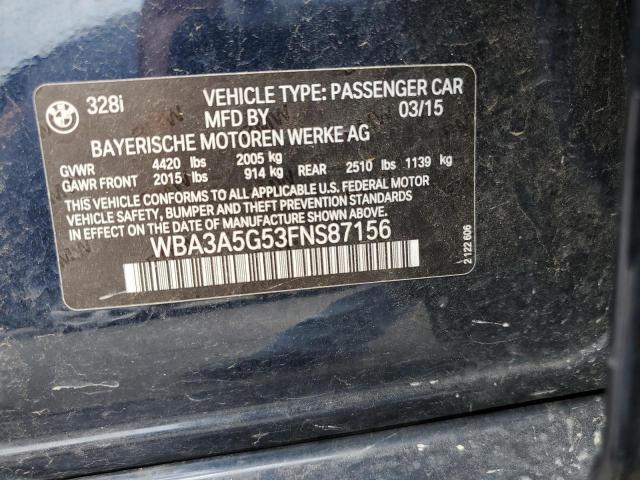 328i VEHICLE TYPE: PASSENGER CAR
MFD BY 03/15
BAYERISCHE MOTOREN WERKE AG
GVWR 4420 lbs 2005 kg
GAWR FRONT 2015 lbs 914 kg REAR 2510 lbs 1139 kg
THIS VEHICLE CONFORMS TO ALL APPLICABLE U.S. FEDERAL MOTOR
VEHICLE SAFETY, BUMPER AND THEFT PREVENTION STANDARDS
IN EFFECT ON THE DATE OF MANUFACTURE SHOWN ABOVE.
WBA3A5G53FNS87156
2 122 606